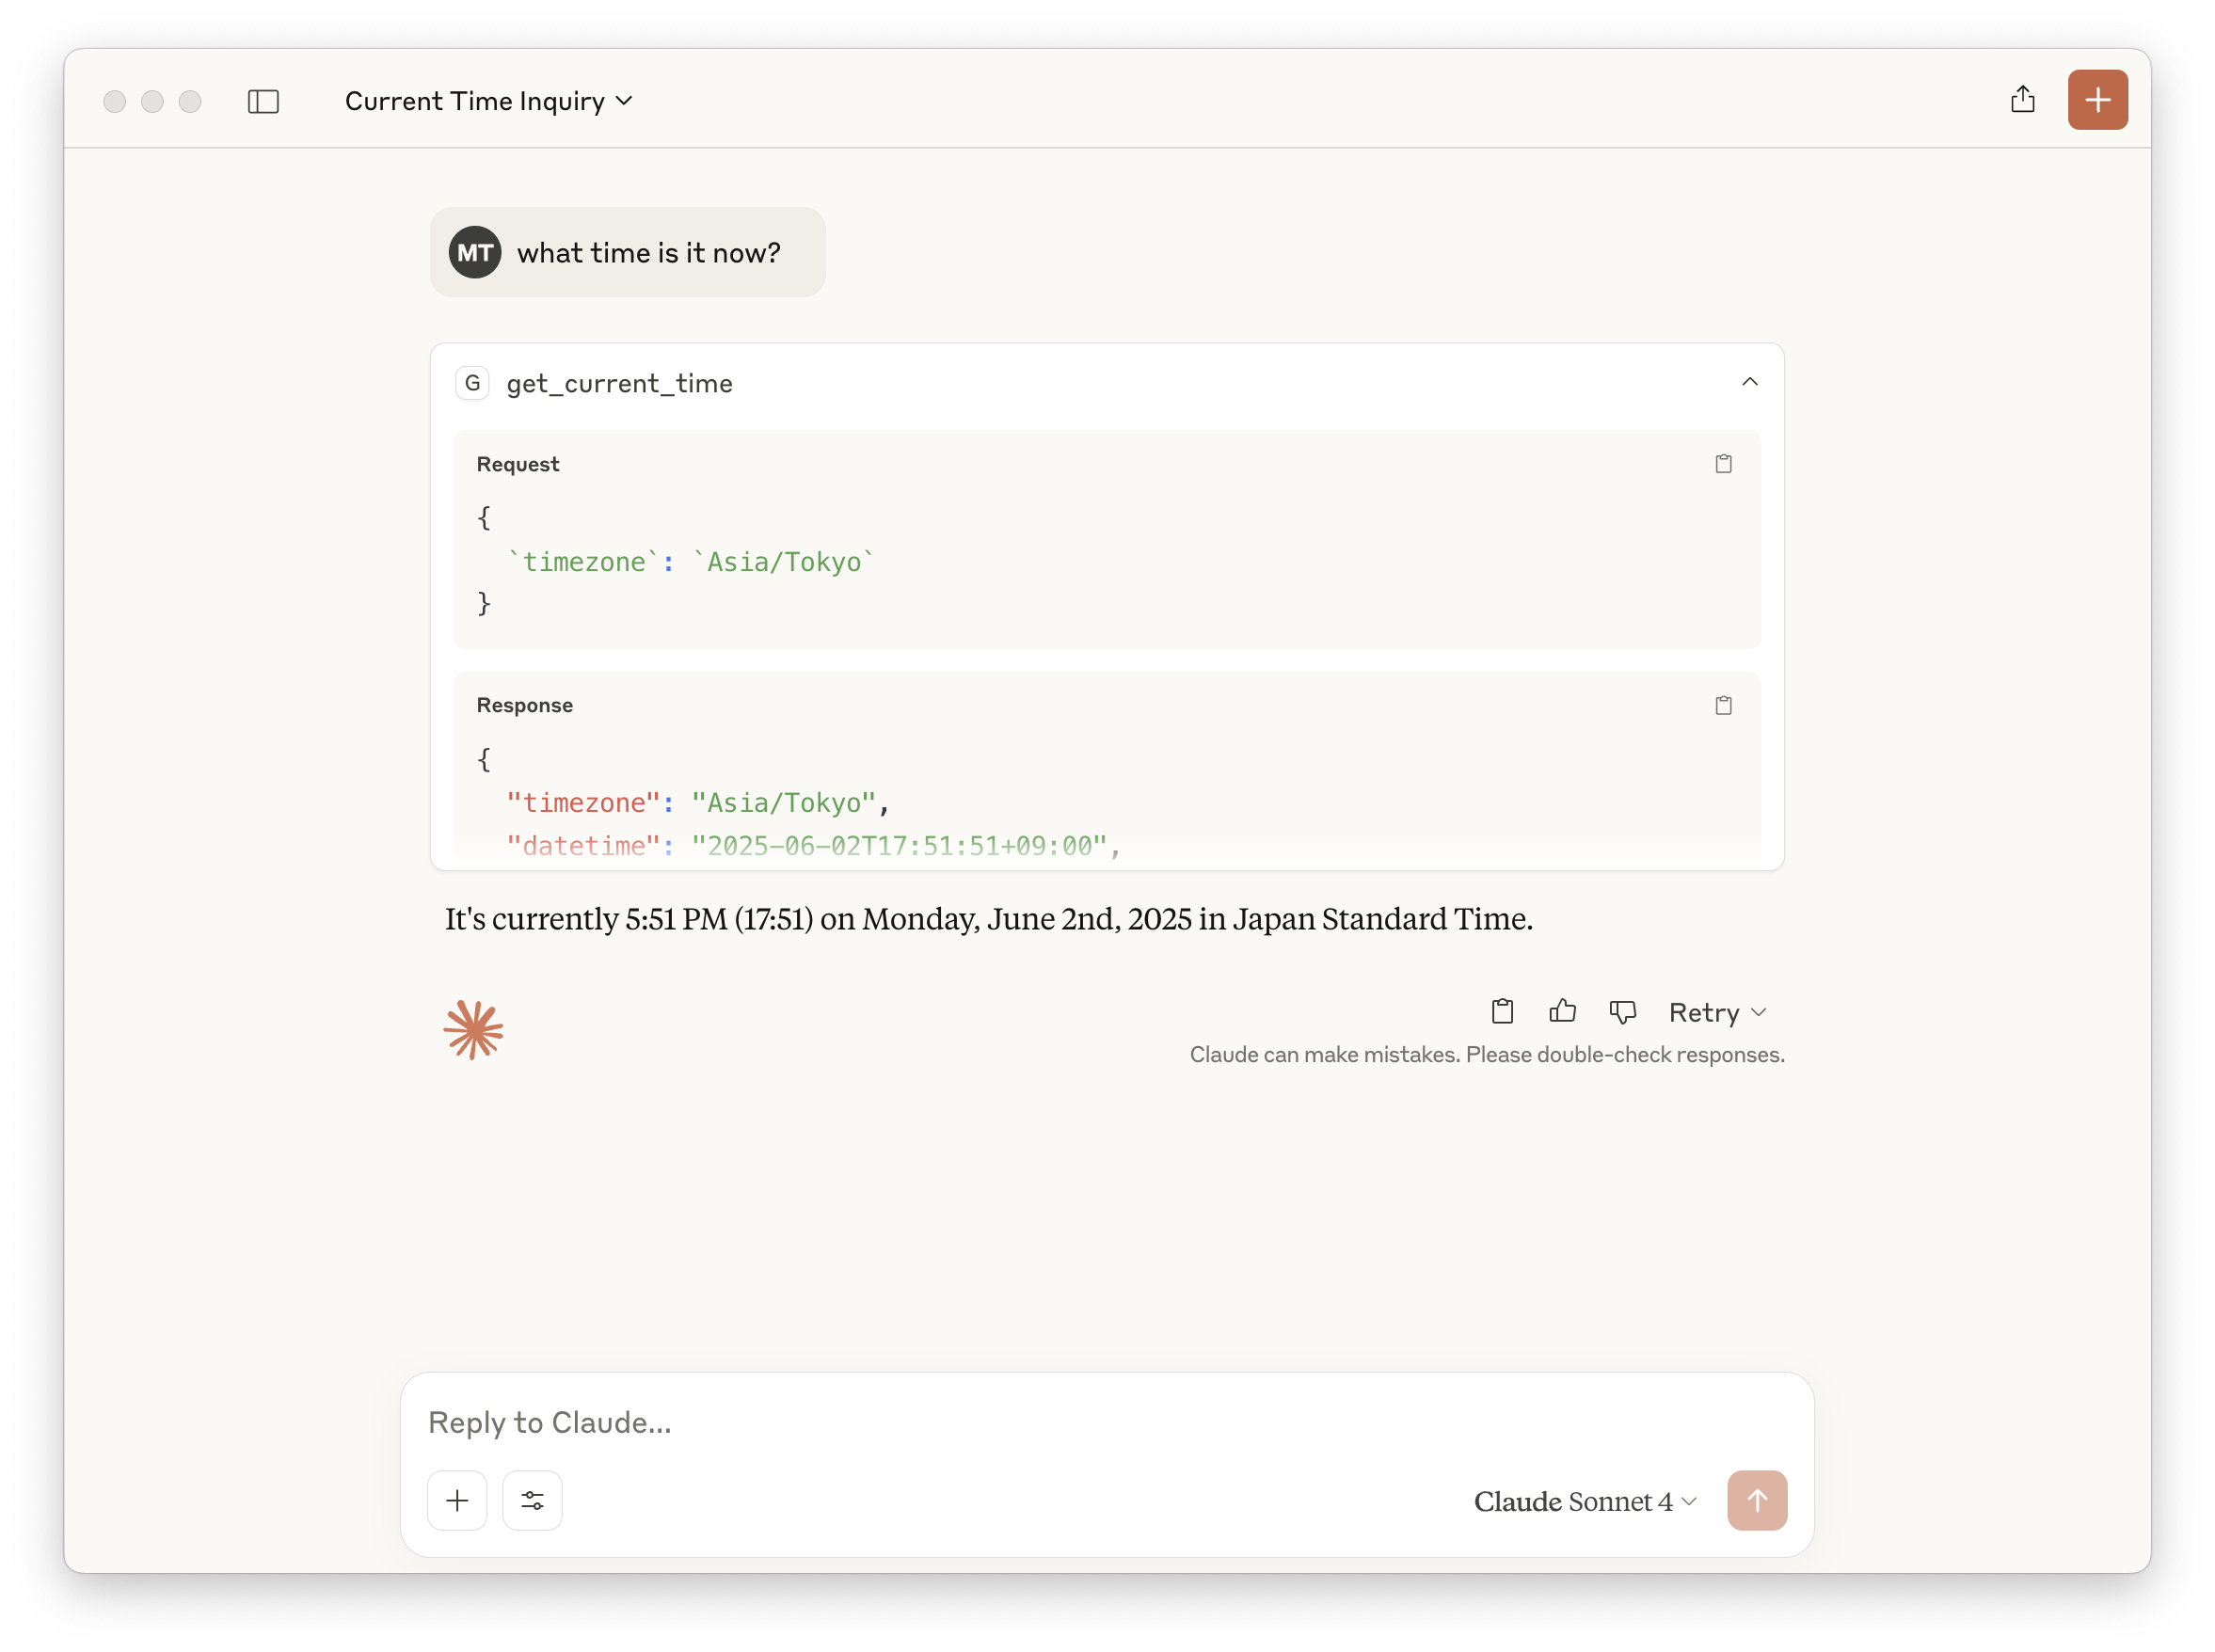 Current Time Inquiry
MT what time is it now?
G get_current_time
Request
{
`timezone`: `Asia/Tokyo`
}
Response
{
"timezone": "Asia/Tokyo",
"datetime": "2025-06-02T17:51:51+09:00",
It's currently 5:51 PM (17:51) on Monday, June 2nd, 2025 in Japan Standard Time.
Retry
Claude can make mistakes. Please double-check responses.
Reply to Claude...
Claude Sonnet 4